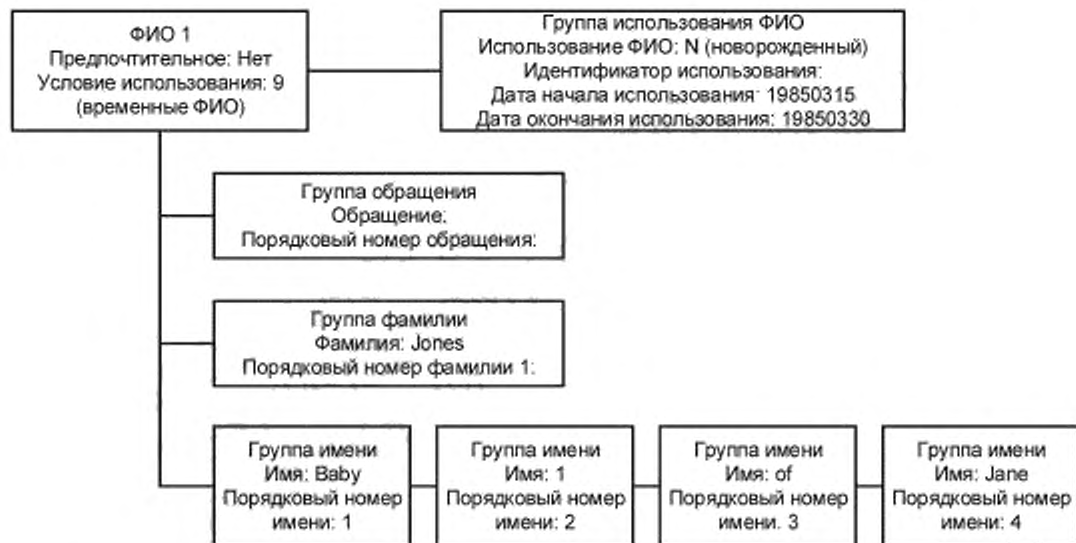 ФИО 1
Предпочтительное: Нет
Условие использования: 9
(временные ФИО)
Группа использования ФИО
Использование ФИО: N (новорожденный)
Идентификатор использования:
Дата начала использования: 19850315
Дата окончания использования: 19850330
Группа обращения
Обращение:
Порядковый номер обращения:
Группа фамилии
Фамилия: Jones
Порядковый номер фамилии 1:
Группа имени
Имя: Baby
Порядковый номер
имени: 1
Группа имени
Имя: 1
Порядковый номер
имени: 2
Группа имени
Имя: of
Порядковый номер
имени. 3
Группа имени
Имя: Jane
Порядковый номер
имени: 4